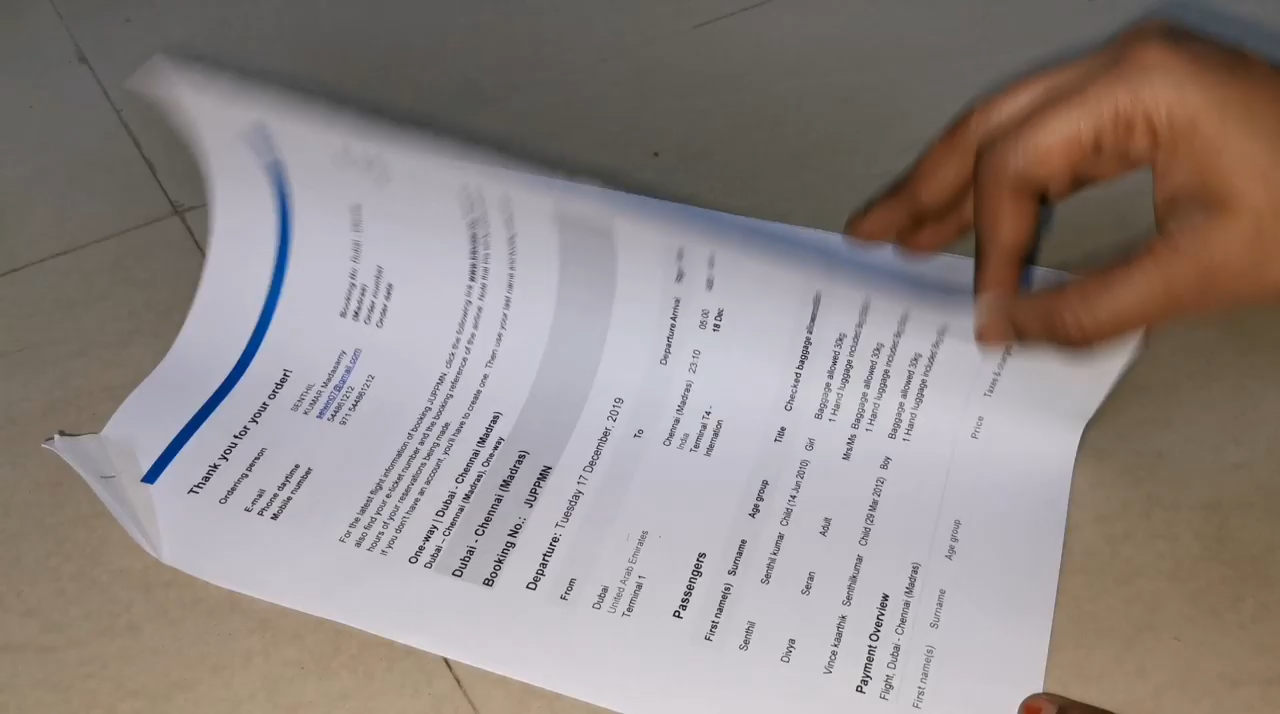 Thank you for your order!
Ordering person SENTHIL
KUMAR Madasamy
E-mail selwin07@gmail.com
Phone daytime 544861212
Mobile number 971 544861212
(Madras)
Order number
Order date
For the latest flight information of booking JUPPMN, click the following link
also find your e-ticket number and the booking reference of the airline. Note that
hours of your reservations being made.
If you don't have an account, you'll have to create one. Then use your last name and
One-way | Dubai - Chennai (Madras)
Dubai - Chennai (Madras), One-way
Dubai - Chennai (Madras)
Booking No.: JUPPMN
Departure: Tuesday 17 December, 2019
From To Departure Arrival
Dubai Chennai (Madras) 23:10 05:00
United Arab Emirates India 18 Dec
Terminal 1 Terminal T4 -
Internation
Passengers
First name(s) Surname Age group Title Checked baggage
Senthil Senthil kumar Child (14 Jun 2010) Girl Baggage allowed 30kg
1 Hand luggage included
Divya Seran Adult Mrs/Ms Baggage allowed 30kg
1 Hand luggage included
Vince kaarthik Senthilkumar Child (29 Mar 2012) Boy Baggage allowed 30kg
1 Hand luggage included
Payment Overview
Flight, Dubai - Chennai (Madras)
First name(s) Surname Age group Price Taxes &